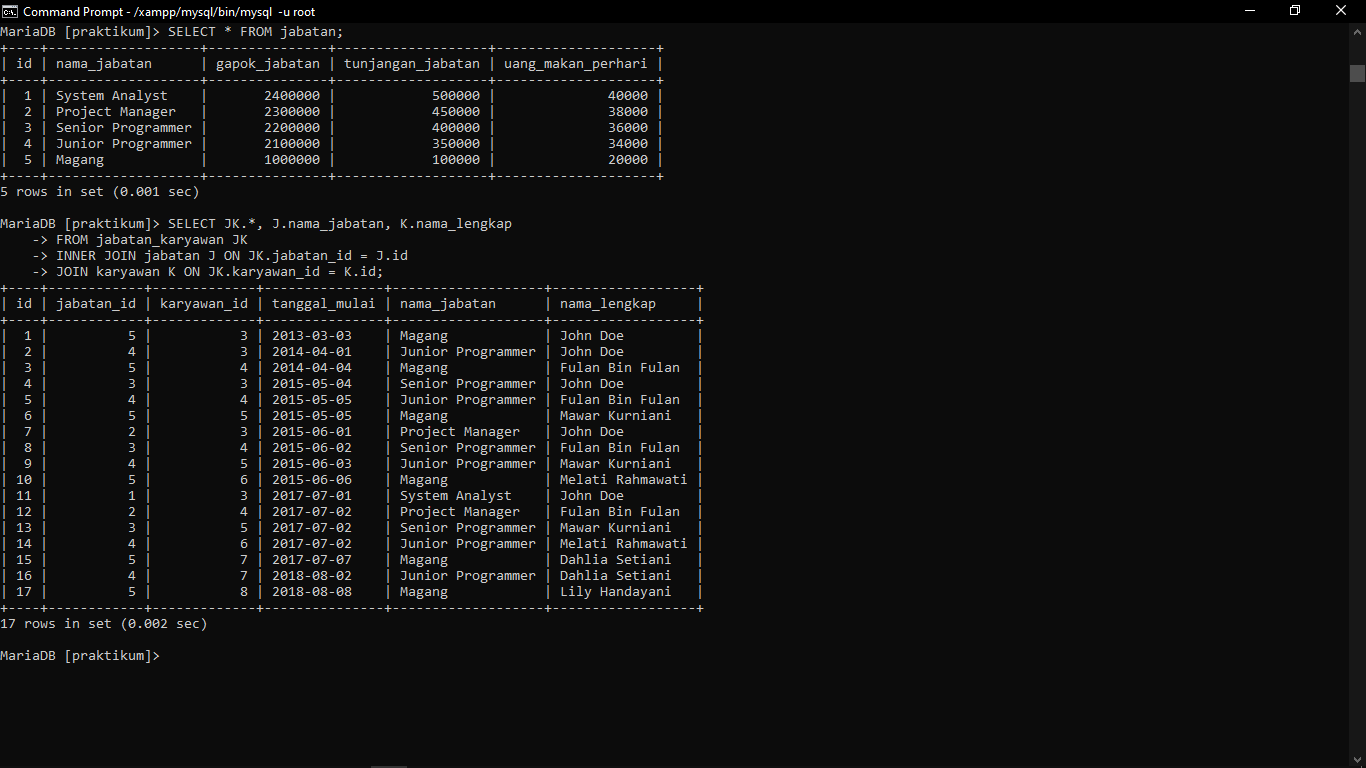 Command Prompt - /xampp/mysql/bin/mysql -u root
MariaDB [praktikum]> SELECT * FROM jabatan;
+----+-------------------+---------------+-------------------+--------------------+
| id | nama_jabatan      | gapok_jabatan | tunjangan_jabatan | uang_makan_perhari |
+----+-------------------+---------------+-------------------+--------------------+
|  1 | System Analyst    |       2400000 |            500000 |              40000 |
|  2 | Project Manager   |       2300000 |            450000 |              38000 |
|  3 | Senior Programmer |       2200000 |            400000 |              36000 |
|  4 | Junior Programmer |       2100000 |            350000 |              34000 |
|  5 | Magang            |       1000000 |            100000 |              20000 |
+----+-------------------+---------------+-------------------+--------------------+
5 rows in set (0.001 sec)
MariaDB [praktikum]> SELECT JK.*, J.nama_jabatan, K.nama_lengkap
    -> FROM jabatan_karyawan JK
    -> INNER JOIN jabatan J ON JK.jabatan_id = J.id
    -> JOIN karyawan K ON JK.karyawan_id = K.id;
+----+------------+-------------+---------------+-------------------+------------------+
| id | jabatan_id | karyawan_id | tanggal_mulai | nama_jabatan      | nama_lengkap     |
+----+------------+-------------+---------------+-------------------+------------------+
|  1 |          5 |           3 | 2013-03-03    | Magang            | John Doe         |
|  2 |          4 |           3 | 2014-04-01    | Junior Programmer | John Doe         |
|  3 |          5 |           4 | 2014-04-04    | Magang            | Fulan Bin Fulan  |
|  4 |          3 |           3 | 2015-05-04    | Senior Programmer | John Doe         |
|  5 |          4 |           4 | 2015-05-05    | Junior Programmer | Fulan Bin Fulan  |
|  6 |          5 |           5 | 2015-05-05    | Magang            | Mawar Kurniani   |
|  7 |          2 |           3 | 2015-06-01    | Project Manager   | John Doe         |
|  8 |          3 |           4 | 2015-06-02    | Senior Programmer | Fulan Bin Fulan  |
|  9 |          4 |           5 | 2015-06-03    | Junior Programmer | Mawar Kurniani   |
| 10 |          5 |           6 | 2015-06-06    | Magang            | Melati Rahmawati |
| 11 |          1 |           3 | 2017-07-01    | System Analyst    | John Doe         |
| 12 |          2 |           4 | 2017-07-02    | Project Manager   | Fulan Bin Fulan  |
| 13 |          3 |           5 | 2017-07-02    | Senior Programmer | Mawar Kurniani   |
| 14 |          4 |           6 | 2017-07-02    | Junior Programmer | Melati Rahmawati |
| 15 |          5 |           7 | 2017-07-07    | Magang            | Dahlia Setiani   |
| 16 |          4 |           7 | 2018-08-02    | Junior Programmer | Dahlia Setiani   |
| 17 |          5 |           8 | 2018-08-08    | Magang            | Lily Handayani   |
+----+------------+-------------+---------------+-------------------+------------------+
17 rows in set (0.002 sec)
MariaDB [praktikum]>